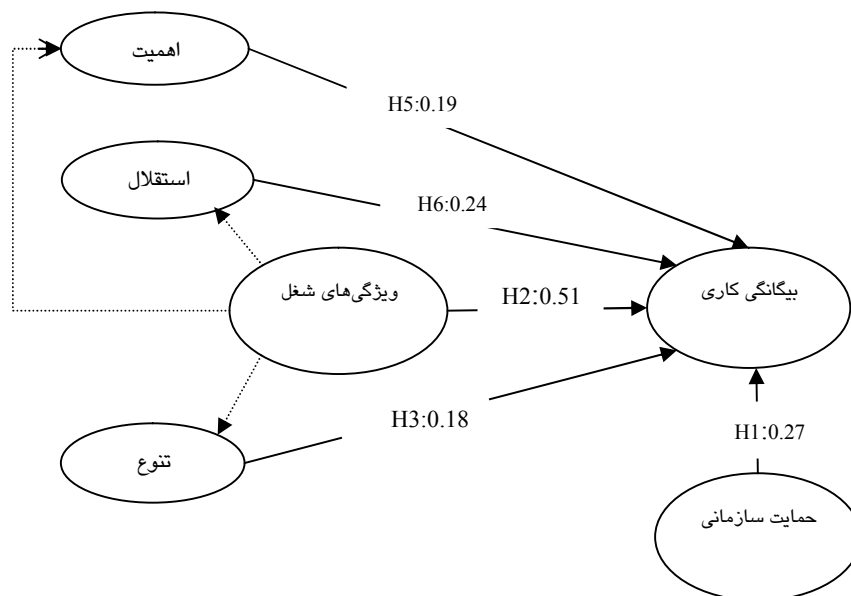 اهمیت
H5:0.19
استقلال
H6:0.24
ویژگی‌های شغل
H2:0.51
بیگانگی کاری
H3:0.18
تنوع
H1:0.27
حمایت سازمانی